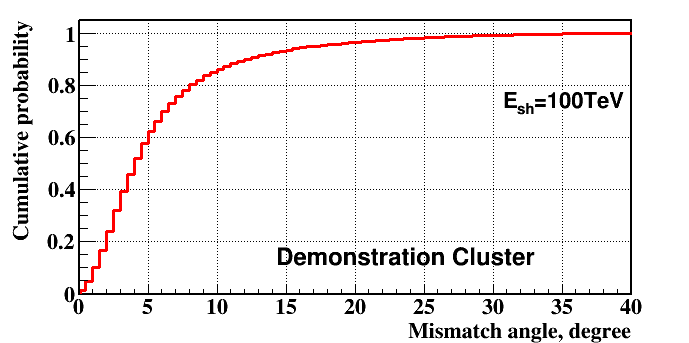 Cumulative probability
1
0.8
0.6
0.4
0.2
0
E_sh=100TeV
Demonstration Cluster
0 5 10 15 20 25 30 35 40
Mismatch angle, degree